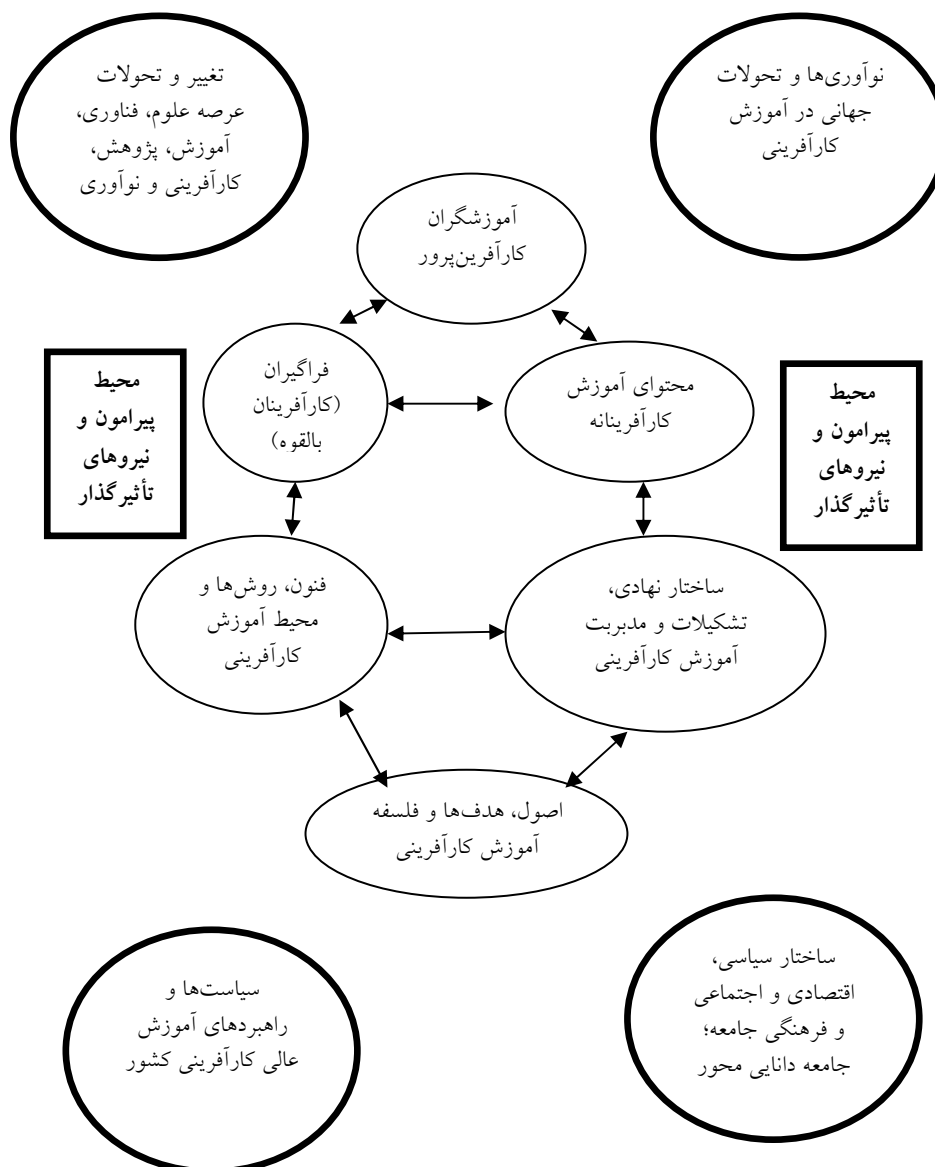 نوآوری‌ها و تحولات
جهانی در آموزش
کارآفرینی
تغییر و تحولات
عرصه علوم، فناوری،
آموزش، پژوهش،
کارآفرینی و نوآوری
آموزشگران
کارآفرین‌پرور
محیط
پیرامون و
نیروهای
تأثیرگذار
محتوای آموزش
کارآفرینانه
فراگیران
(کارآفرینان
بالقوه)
محیط
پیرامون و
نیروهای
تأثیرگذار
ساختار نهادی،
تشکیلات و مدبربت
آموزش کارآفرینی
فنون، روش‌ها و
محیط آموزش
کارآفرینی
اصول، هدف‌ها و فلسفه
آموزش کارآفرینی
ساختار سیاسی،
اقتصادی و اجتماعی
و فرهنگی جامعه؛
جامعه دانایی محور
سیاست‌ها و
راهبردهای آموزش
عالی کارآفرینی کشور